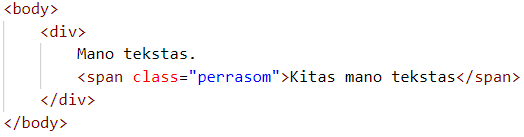 <body>
<div>
Mano tekstas.
<span class="perrasom">Kitas mano tekstas</span>
</div>
</body>